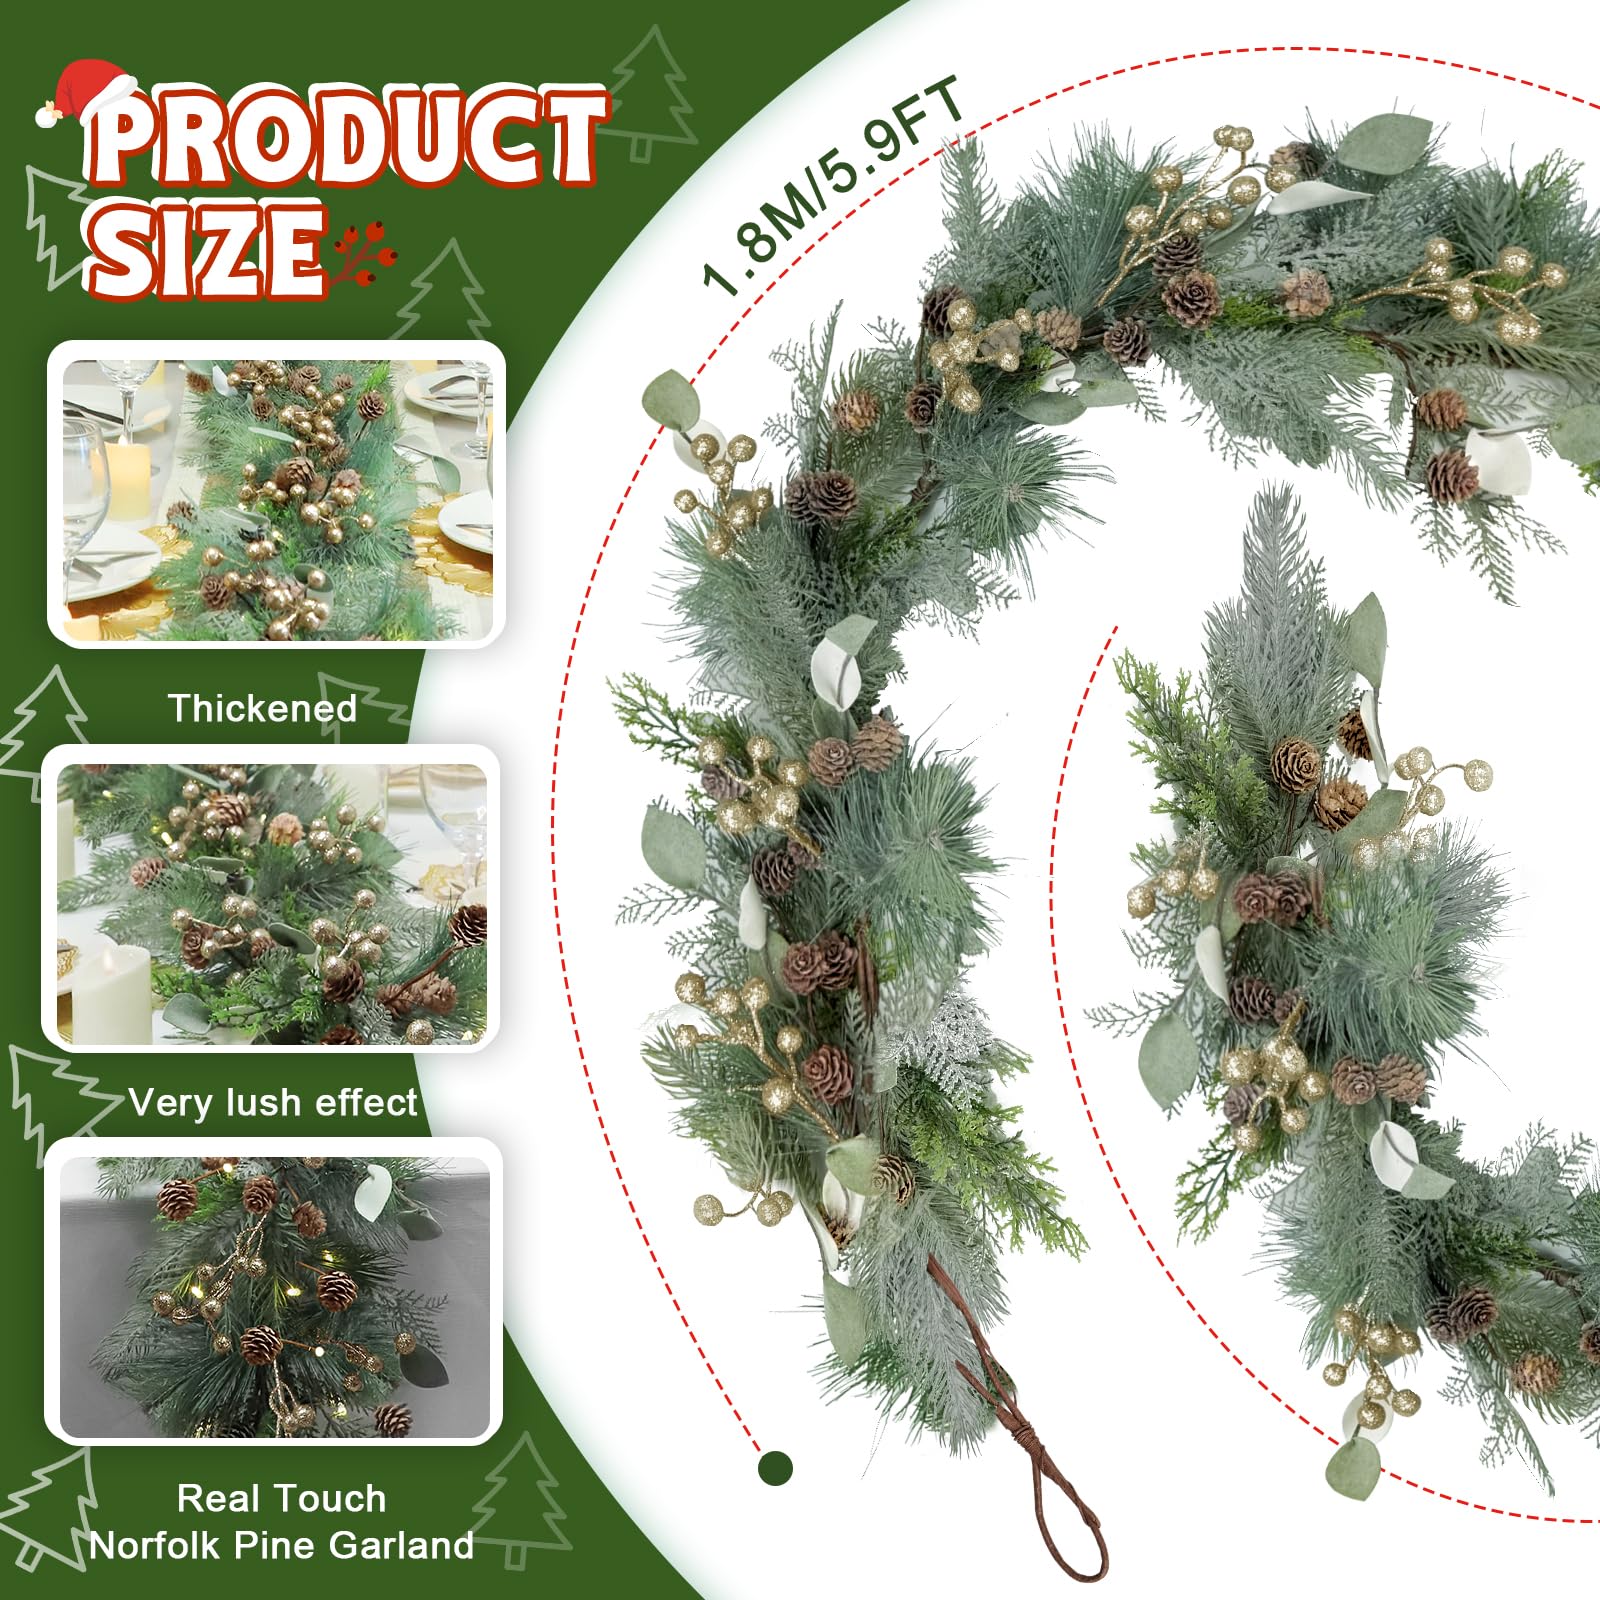 PRODUCT
SIZE
1.8M/5.9FT
Thickened
Very lush effect
Real Touch
Norfolk Pine Garland